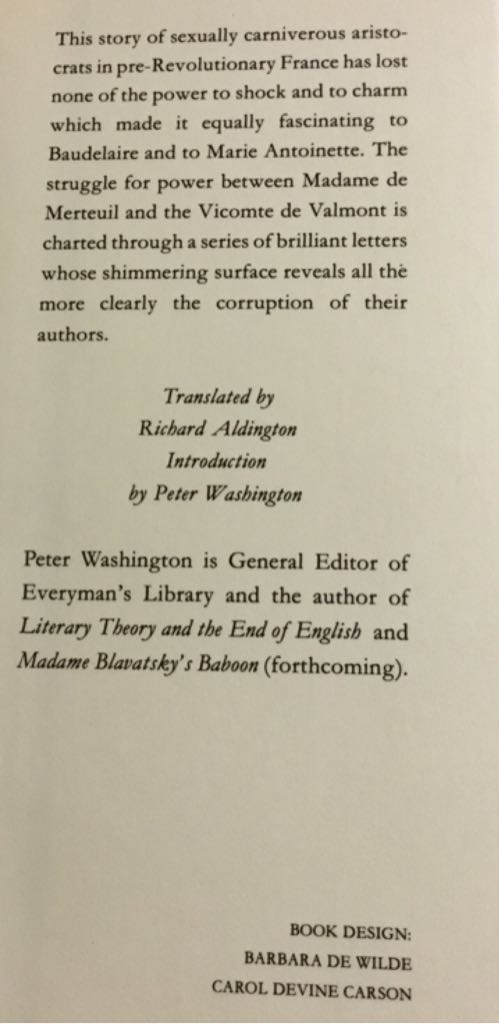 This story of sexually carniverous aristo-
crats in pre-Revolutionary France has lost
none of the power to shock and to charm
which made it equally fascinating to
Baudelaire and to Marie Antoinette. The
struggle for power between Madame de
Merteuil and the Vicomte de Valmont is
charted through a series of brilliant letters
whose shimmering surface reveals all the
more clearly the corruption of their
authors.
Translated by
Richard Aldington
Introduction
by Peter Washington
Peter Washington is General Editor of
Everyman's Library and the author of
Literary Theory and the End of English and
Madame Blavatsky's Baboon (forthcoming).
BOOK DESIGN:
BARBARA DE WILDE
CAROL DEVINE CARSON